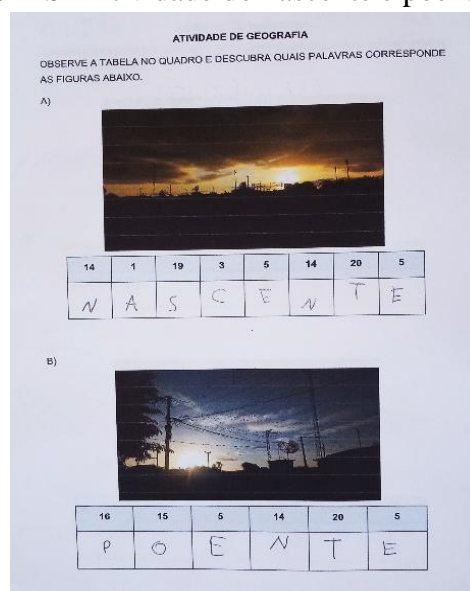 ATIVIDADE DE GEOGRAFIA
OBSERVE A TABELA NO QUADRO E DESCUBRA QUAIS PALAVRAS CORRESPONDE
AS FIGURAS ABAIXO.
A)
14 1 19 3 5 14 20 5
N A S C E N T E
B)
16 15 5 14 20 5
P O E N T E